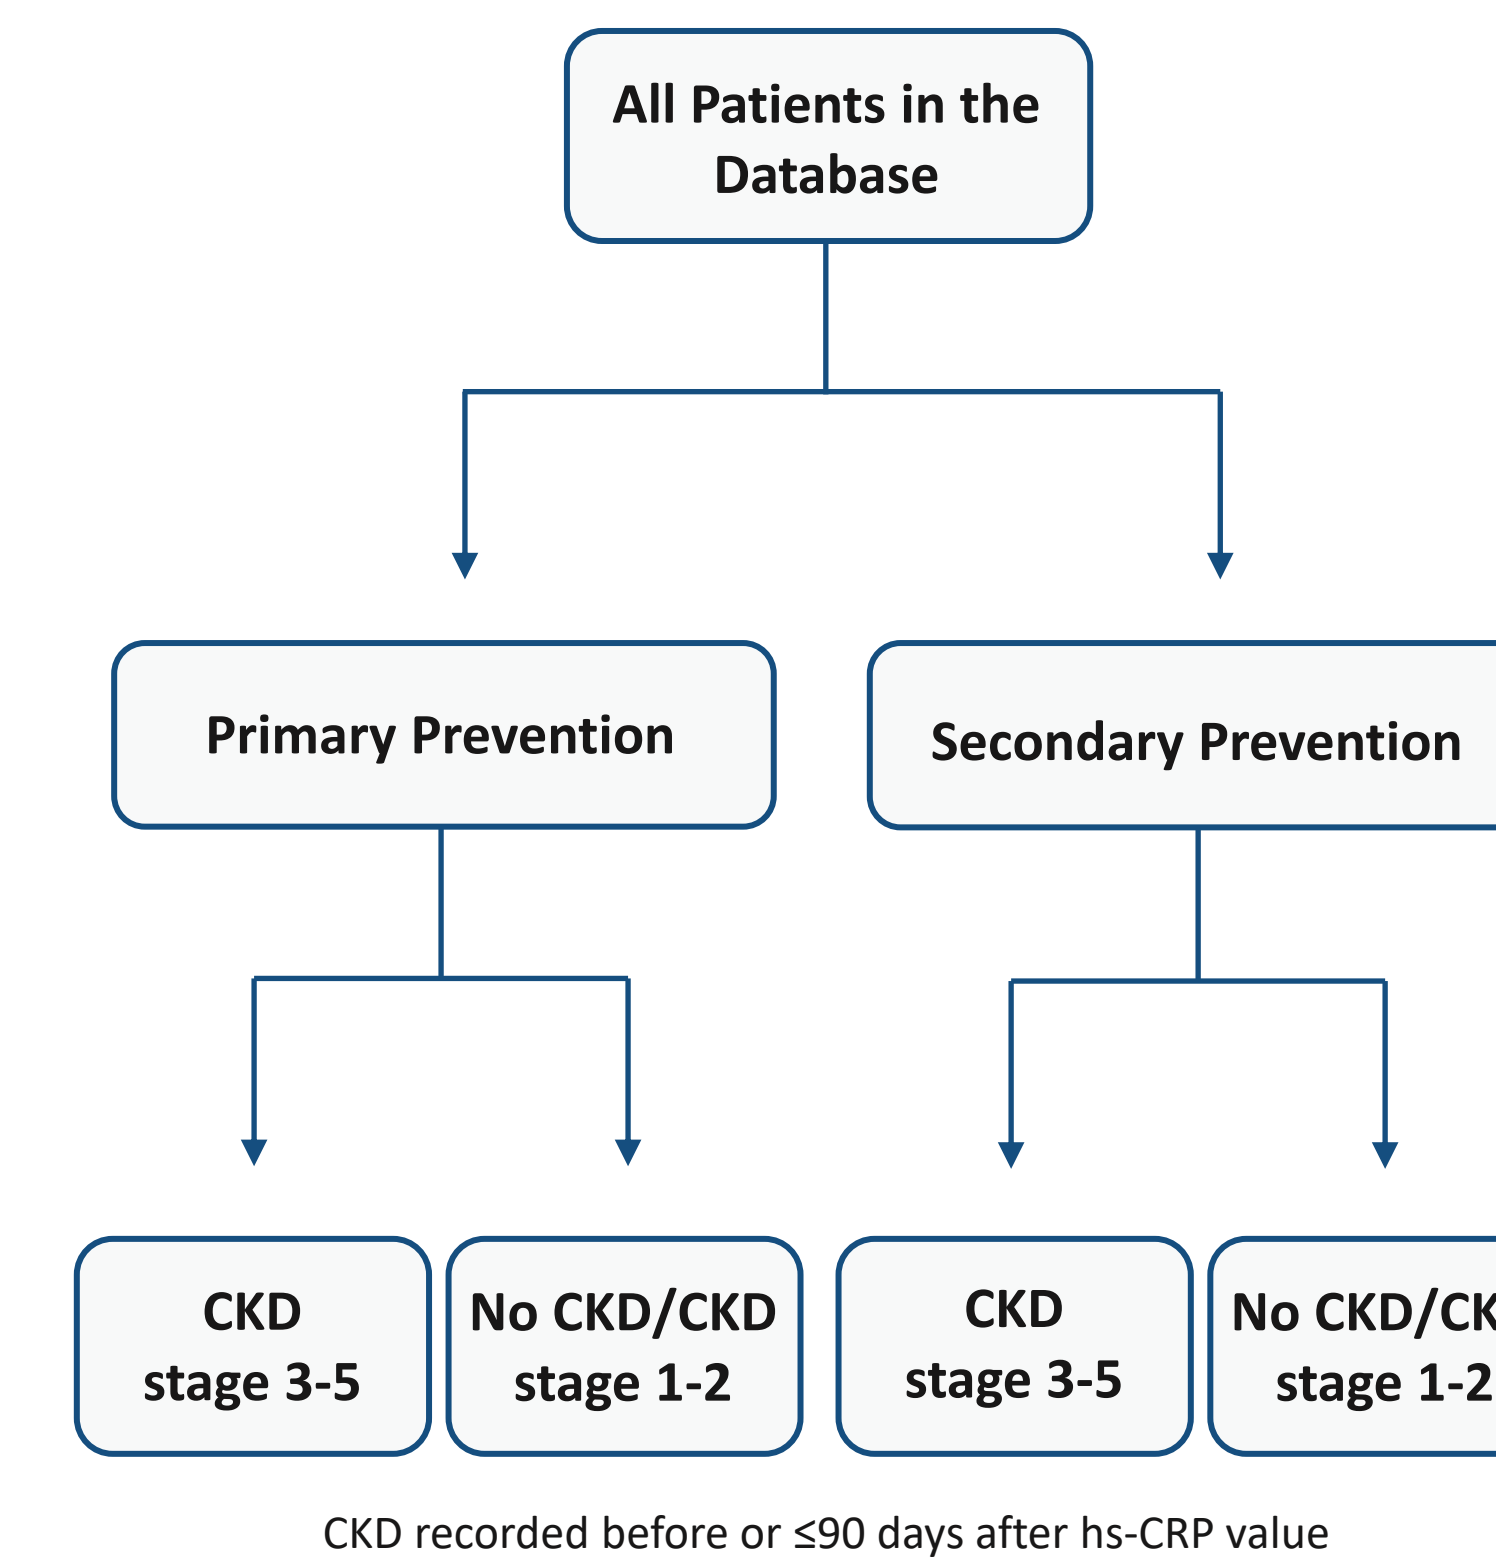 All Patients in the
Database
Primary Prevention
Secondary Prevention
CKD
stage 3-5
No CKD/CKD
stage 1-2
CKD
stage 3-5
No CKD/CK
stage 1-2
CKD recorded before or ≤90 days after hs-CRP value